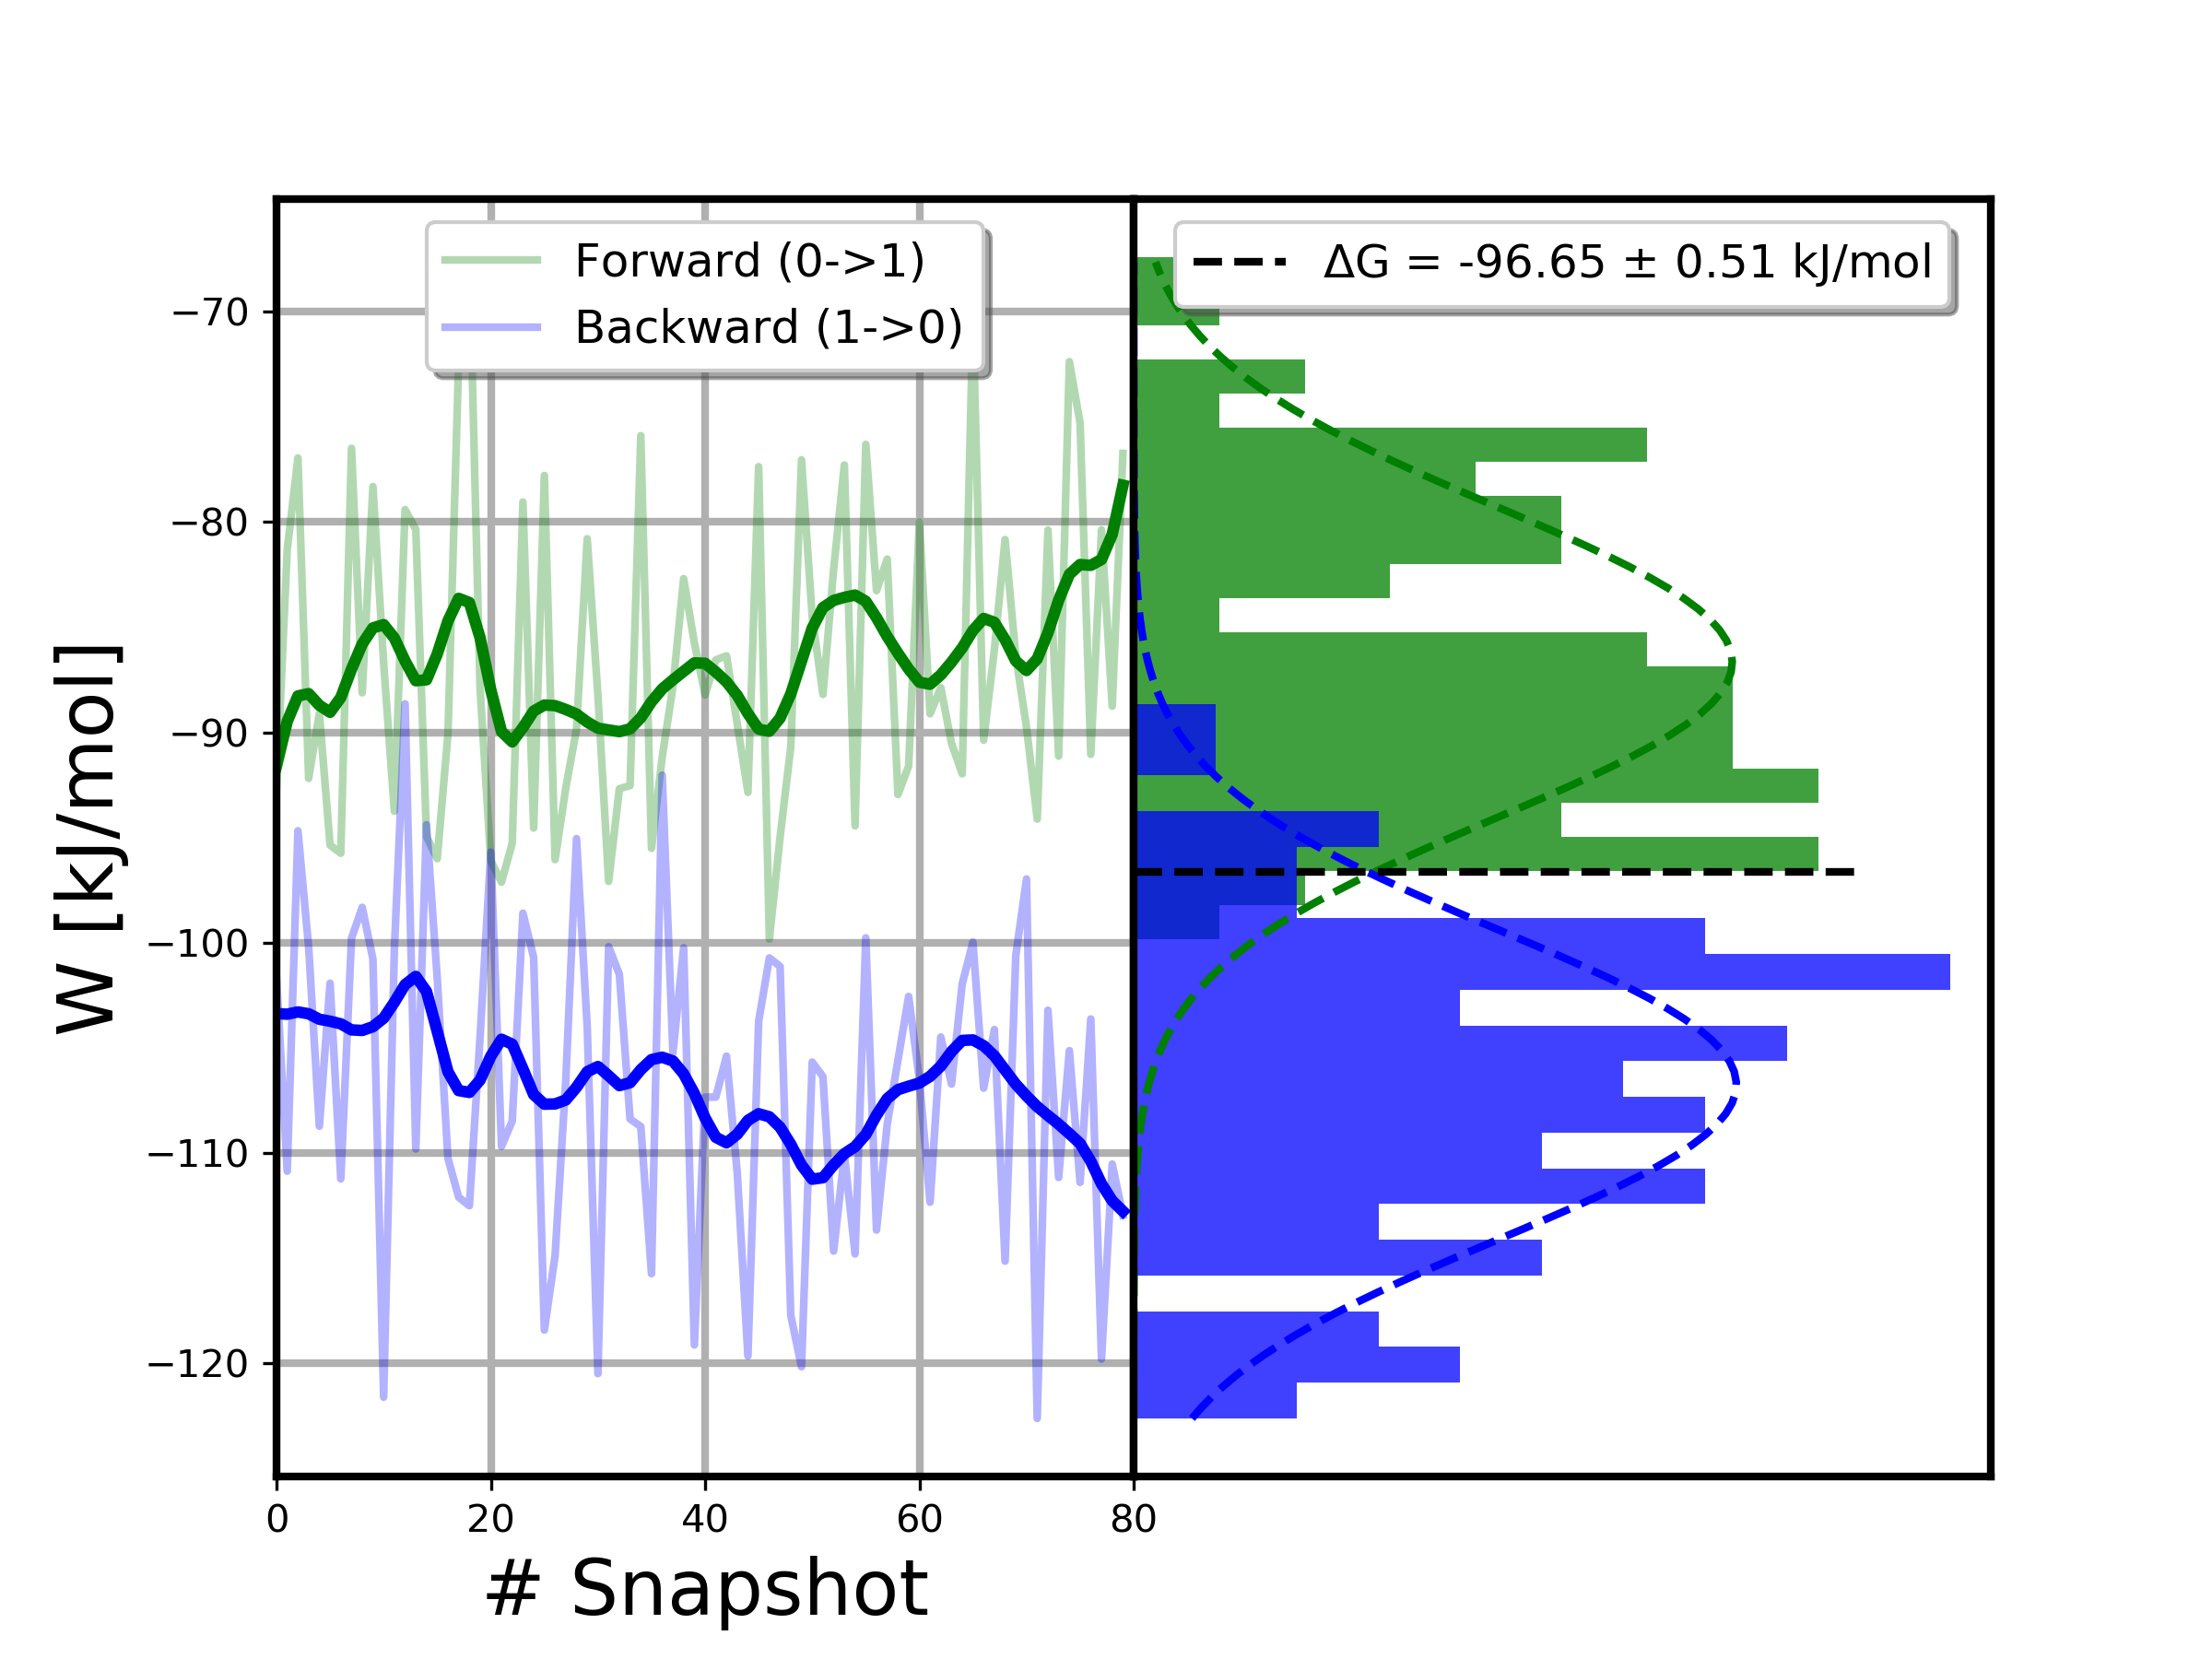 Forward (0->1)
Backward (1->0)
ΔG = -96.65 ± 0.51 kJ/mol
−70
−80
−90
−100
−110
−120
W [kJ/mol]
0 20 40 60 80
# Snapshot